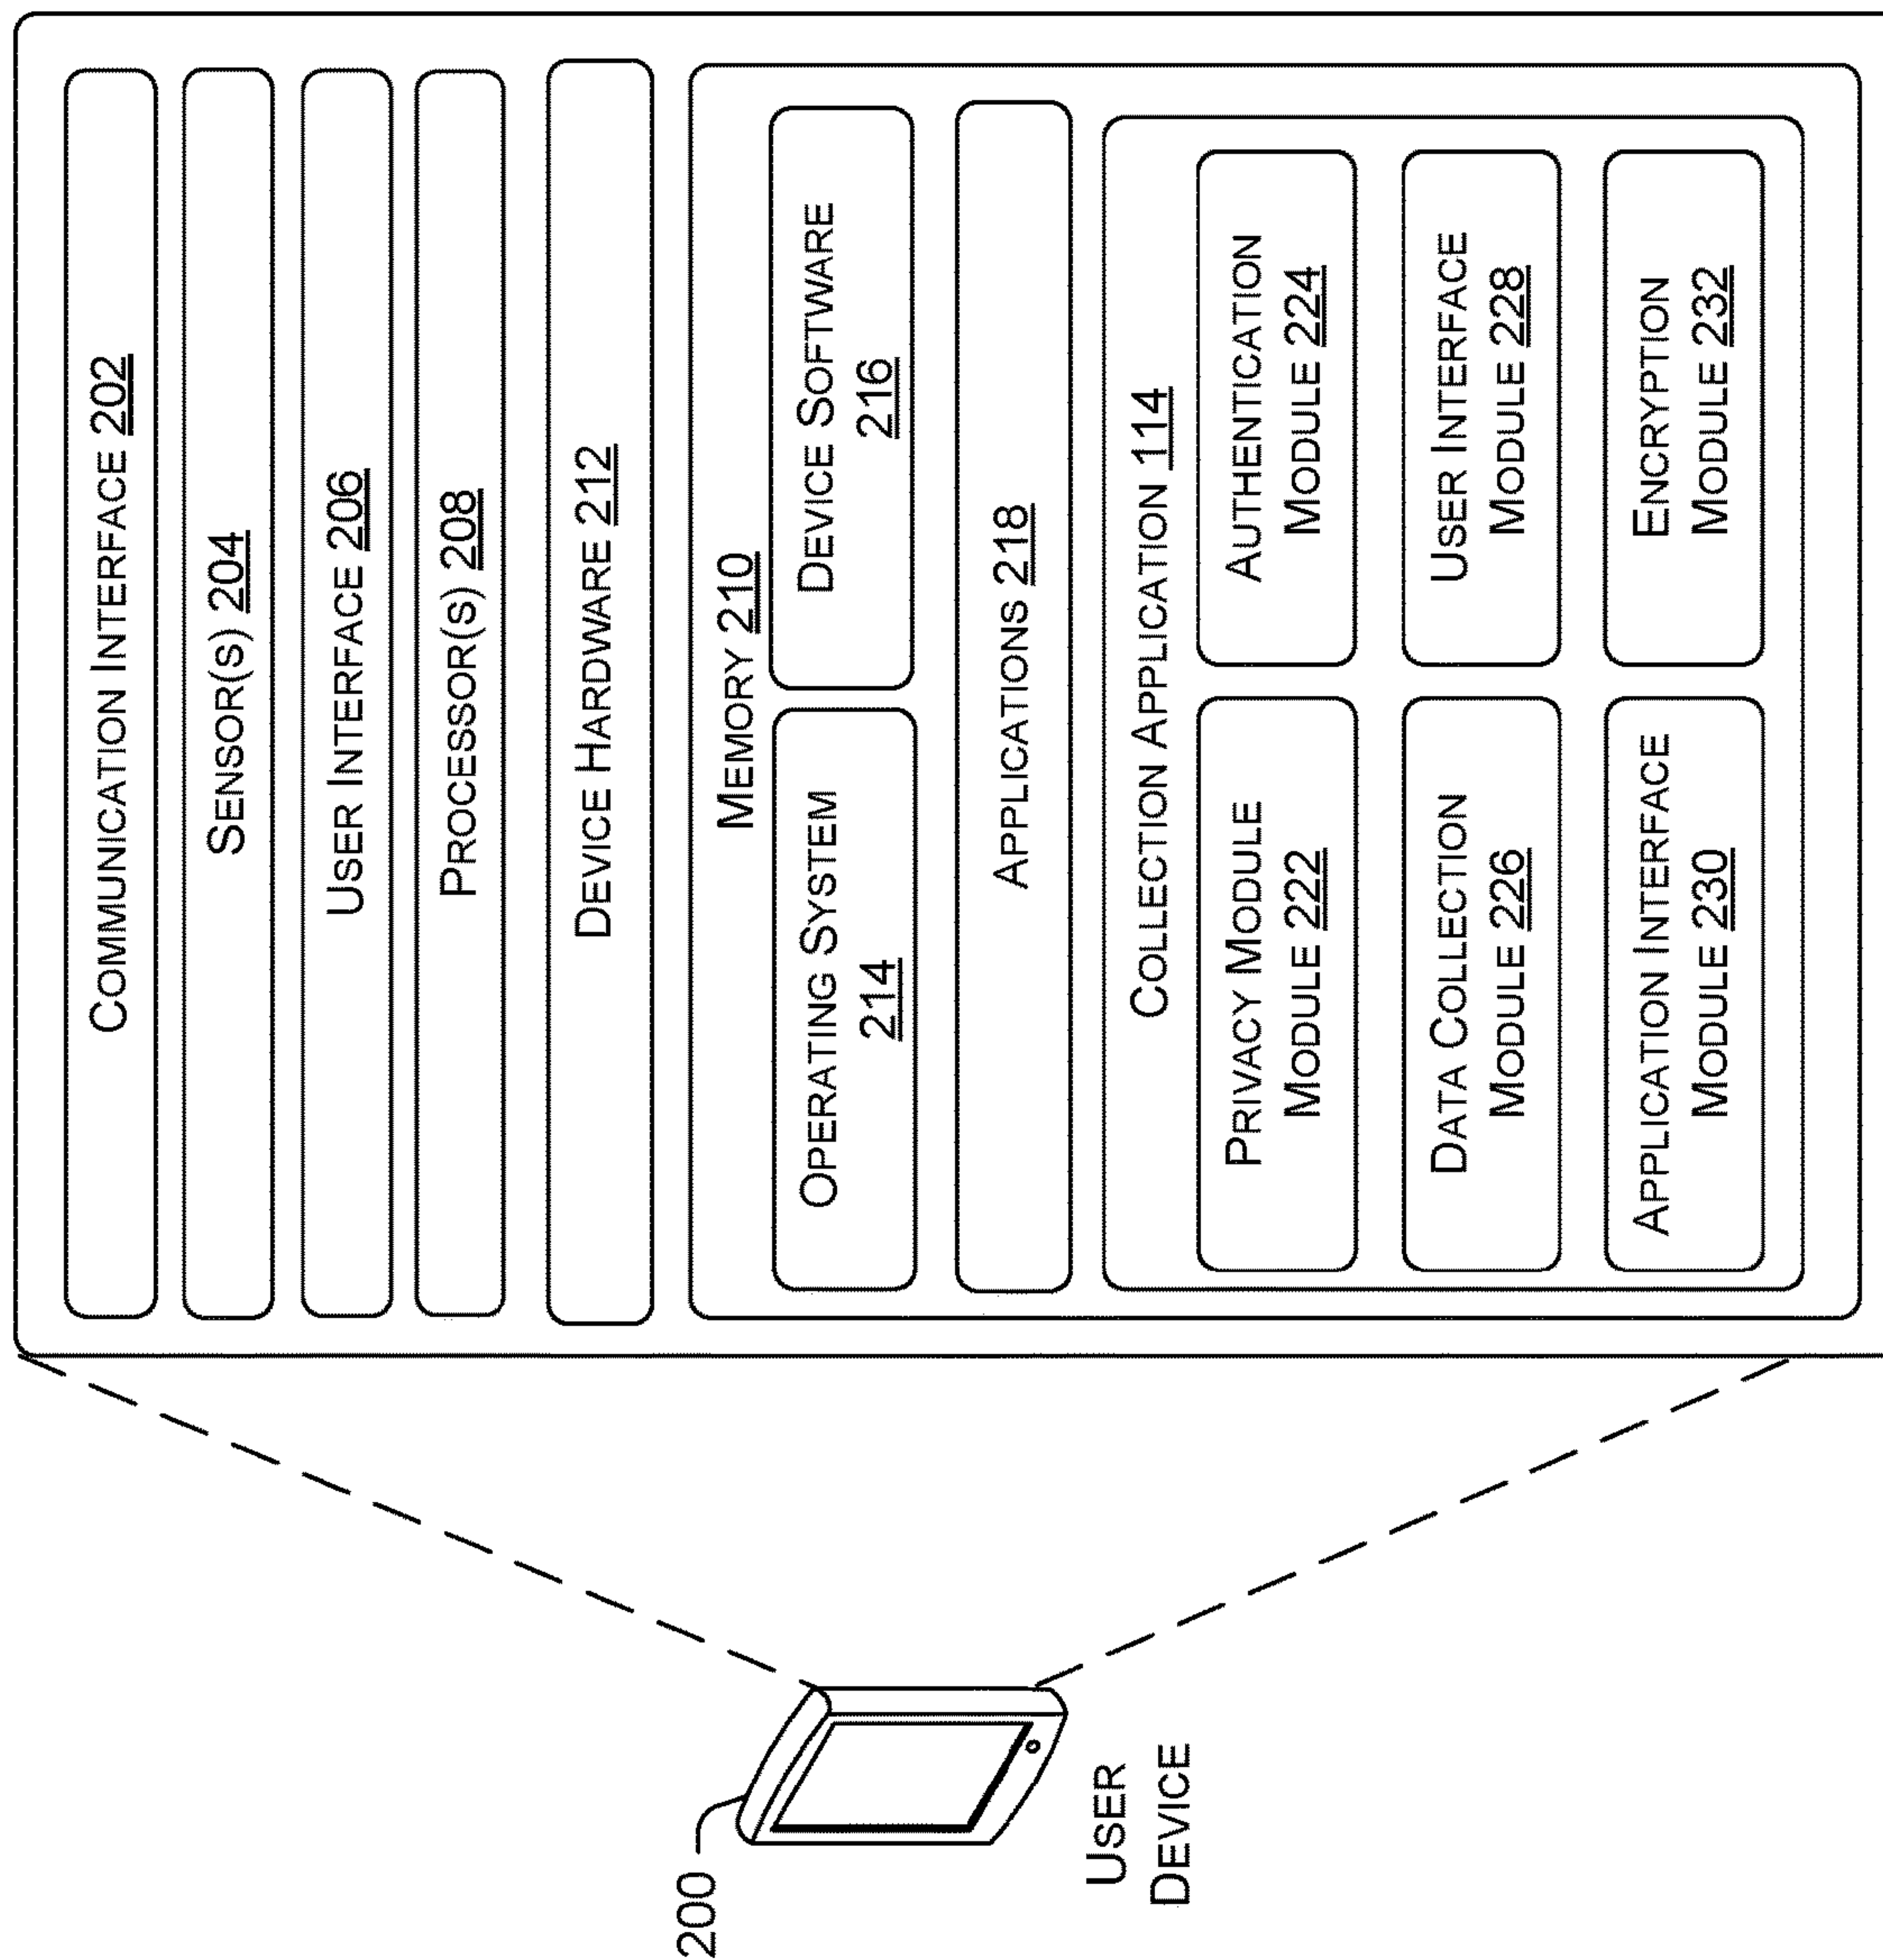 200
USER
DEVICE
COMMUNICATION INTERFACE 202
SENSOR(S) 204
USER INTERFACE 206
PROCESSOR(S) 208
DEVICE HARDWARE 212
MEMORY 210
OPERATING SYSTEM
214
DEVICE SOFTWARE
216
APPLICATIONS 218
COLLECTION APPLICATION 114
PRIVACY MODULE
MODULE 222
AUTHENTICATION
MODULE 224
DATA COLLECTION
MODULE 226
USER INTERFACE
MODULE 228
APPLICATION INTERFACE
MODULE 230
ENCRYPTION
MODULE 232